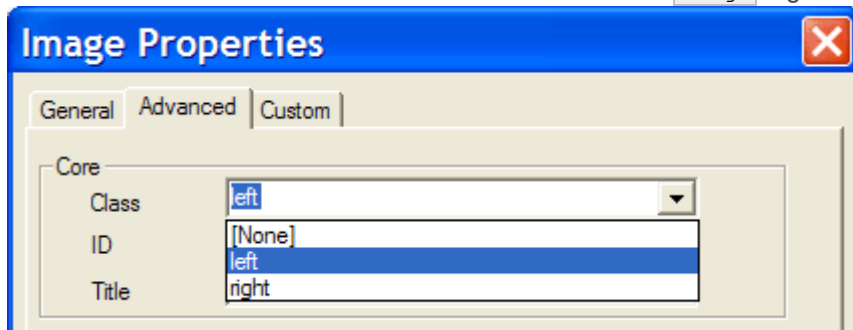 Image Properties
General Advanced Custom
Core
Class left
ID [None]
left
Title right